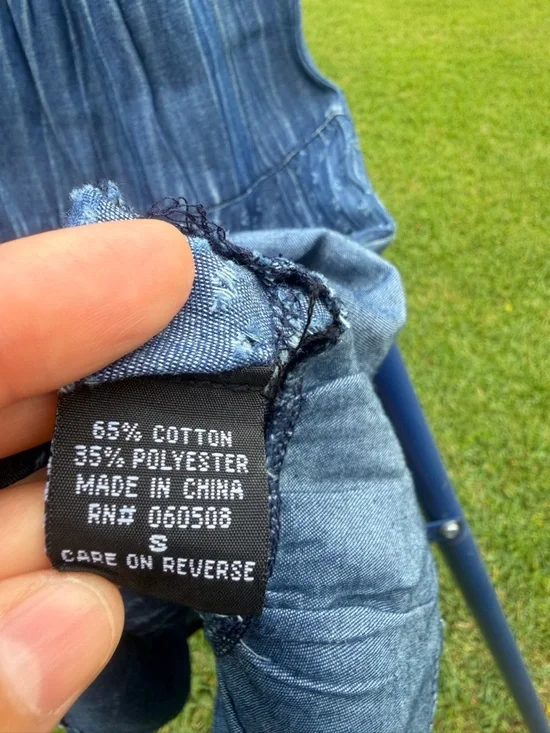 65% COTTON
35% POLYESTER
MADE IN CHINA
RN# 060508
S
CARE ON REVERSE